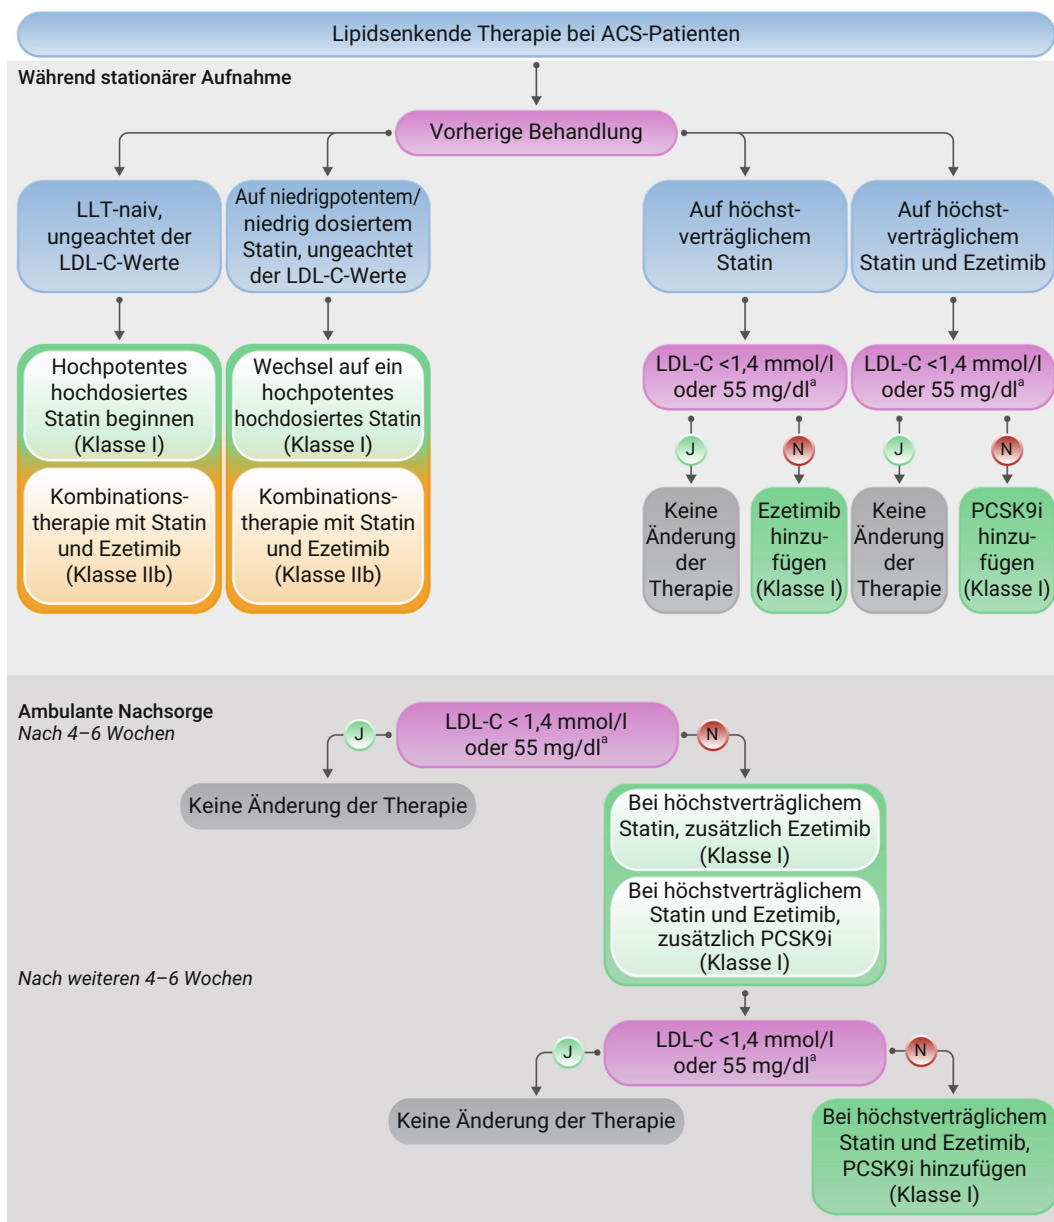 Lipidsenkende Therapie bei ACS-Patienten
Während stationärer Aufnahme
Vorherige Behandlung
LLT-naiv,
ungeachtet der
LDL-C-Werte
Auf niedrigpotentem/
niedrig dosiertem
Statin, ungeachtet
der LDL-C-Werte
Auf höchst-
verträglichem
Statin
Auf höchst-
verträglichem
Statin und Ezetimib
Hochpotentes
hochdosiertes
Statin beginnen
(Klasse I)
Kombinations-
therapie mit Statin
und Ezetimib
(Klasse IIb)
Wechsel auf ein
hochpotentes
hochdosiertes Statin
(Klasse I)
Kombinations-
therapie mit Statin
und Ezetimib
(Klasse IIb)
LDL-C <1,4 mmol/l
oder 55 mg/dlᵃ
J
N
Keine
Änderung
der
Therapie
Ezetimib
hinzu-
fügen
(Klasse I)
LDL-C <1,4 mmol/l
oder 55 mg/dlᵃ
J
N
Keine
Änderung
der
Therapie
PCSK9i
hinzu-
fügen
(Klasse I)
Ambulante Nachsorge
Nach 4–6 Wochen
LDL-C < 1,4 mmol/l
oder 55 mg/dlᵃ
J
N
Keine Änderung der Therapie
Bei höchstverträglichem
Statin, zusätzlich Ezetimib
(Klasse I)
Bei höchstverträglichem
Statin und Ezetimib,
zusätzlich PCSK9i
(Klasse I)
Nach weiteren 4–6 Wochen
LDL-C <1,4 mmol/l
oder 55 mg/dlᵃ
J
N
Keine Änderung der Therapie
Bei höchstverträglichem
Statin und Ezetimib,
PCSK9i hinzufügen
(Klasse I)